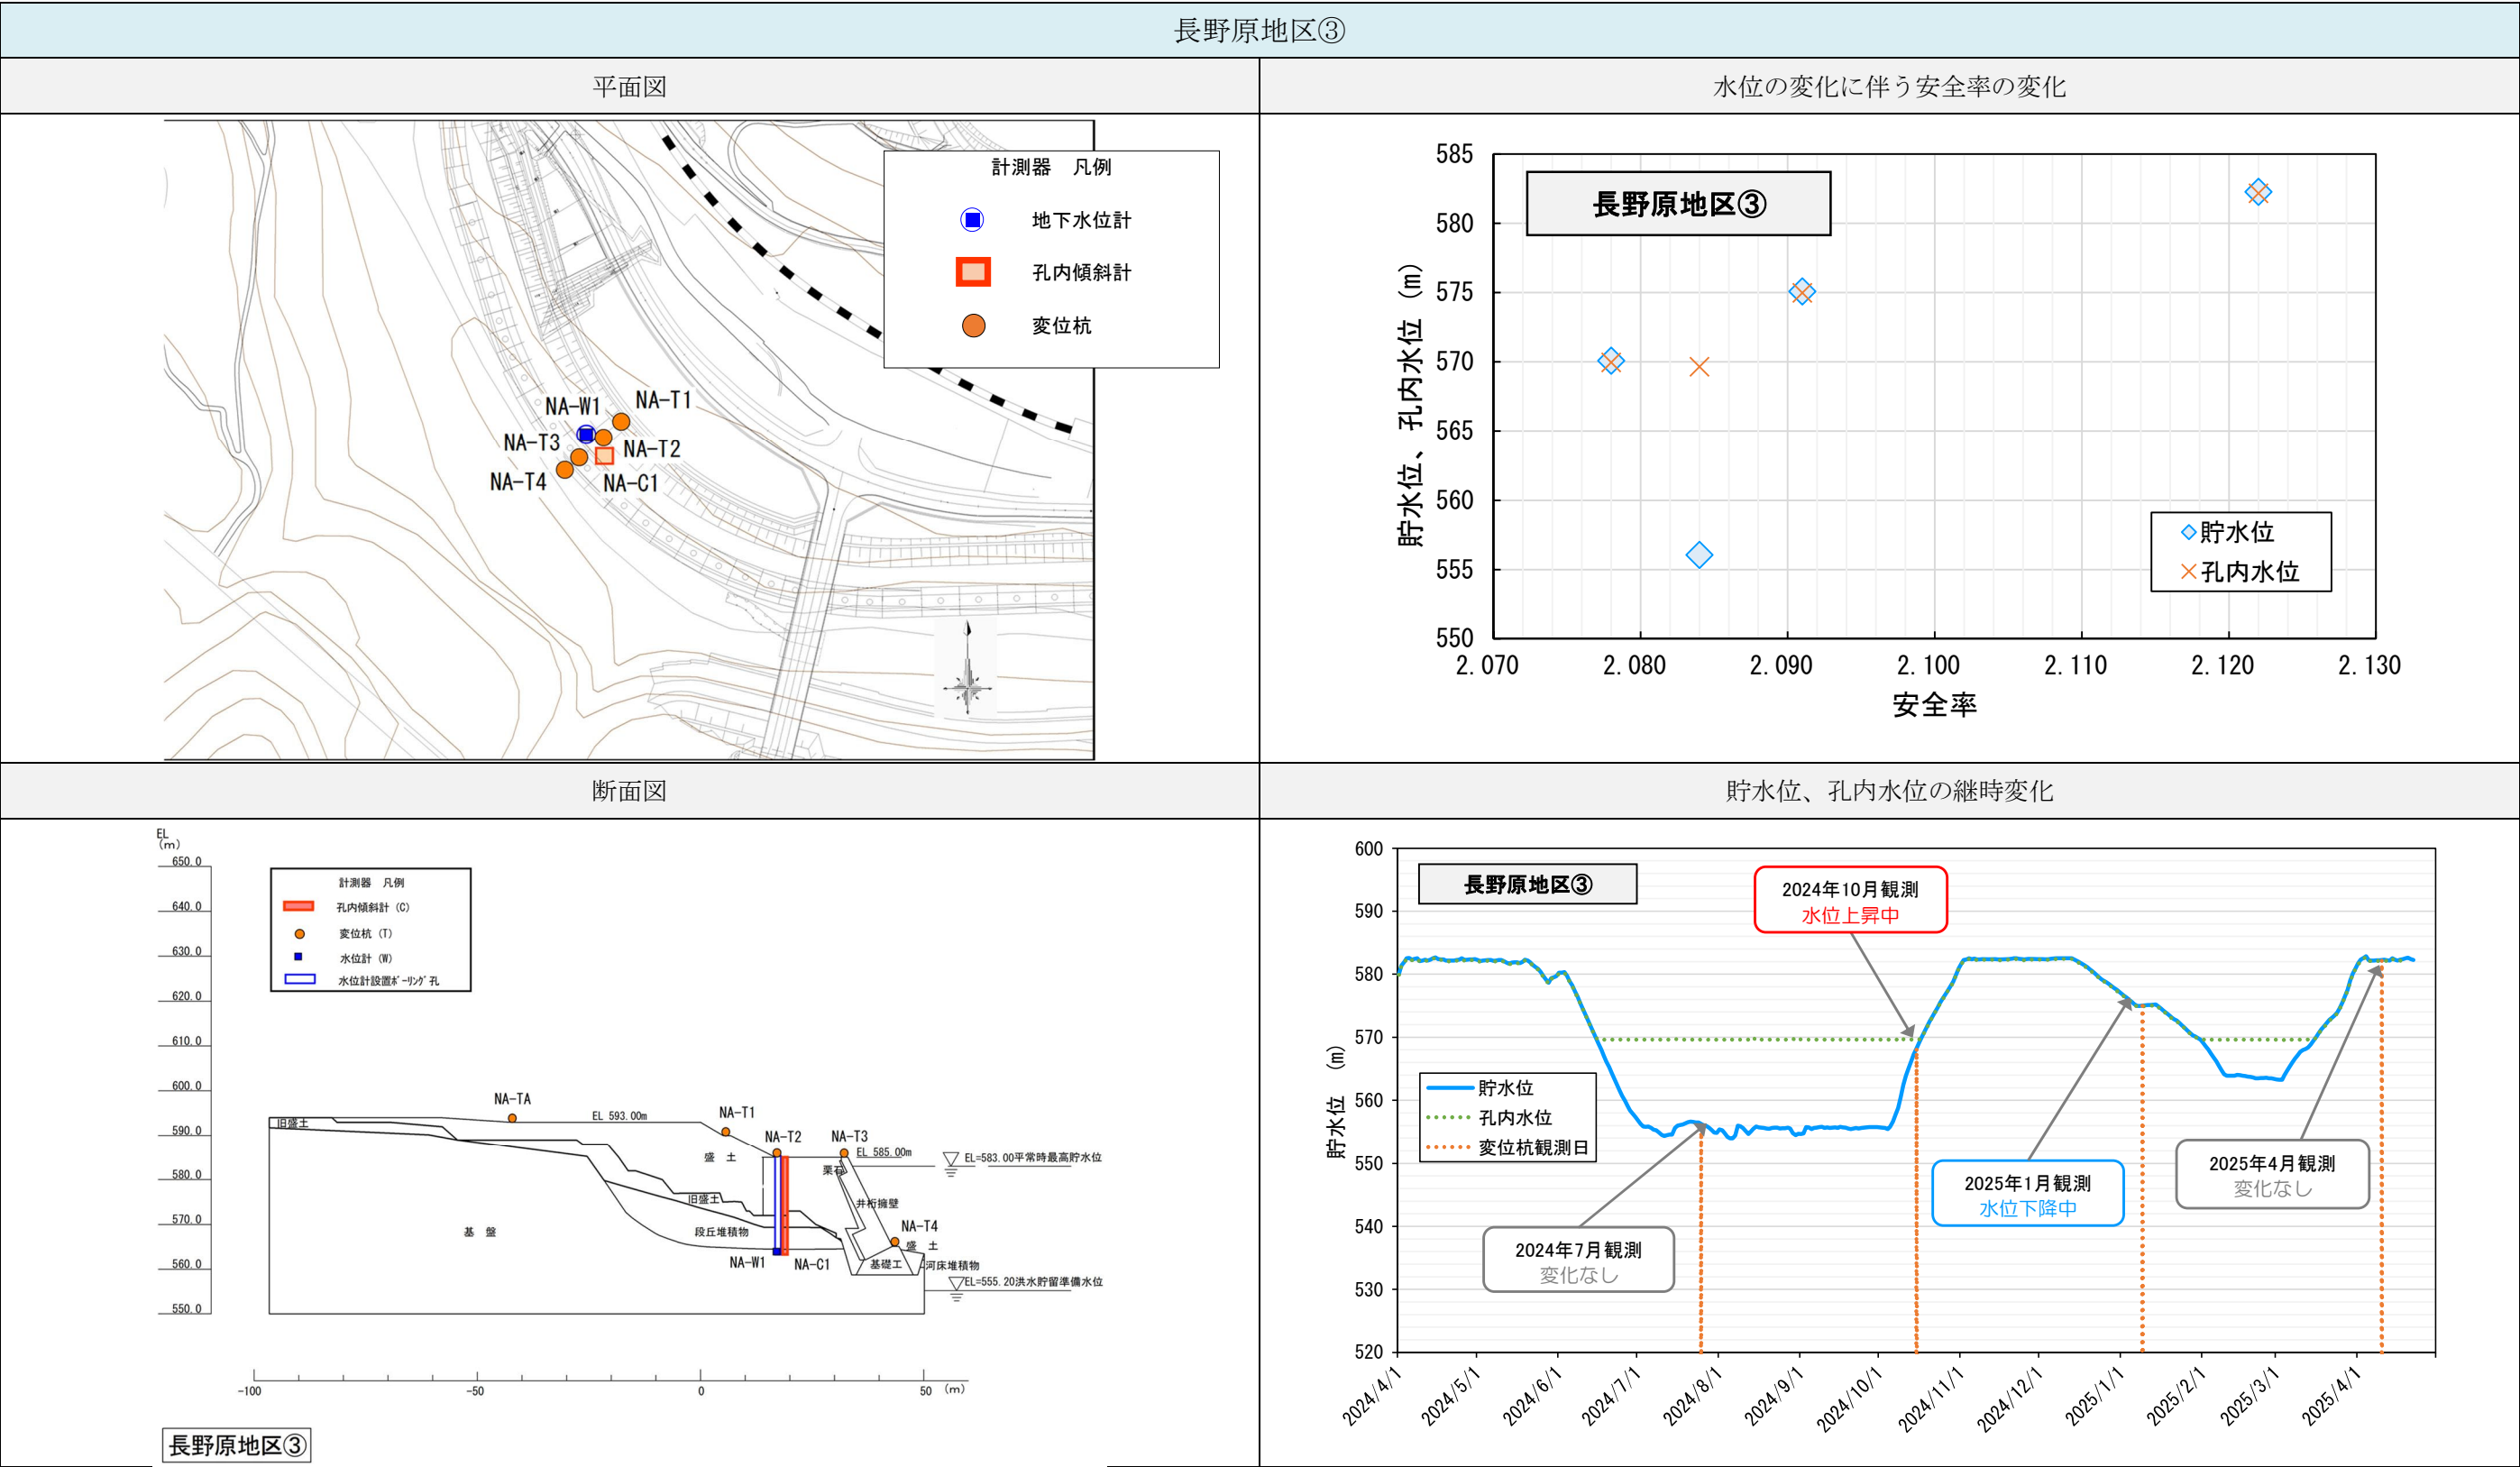 長野原地区③
平面図
計測器　凡例
地下水位計
孔内傾斜計
変位杭
NA-W1
NA-T1
NA-T3
NA-T2
NA-T4
NA-C1
水位の変化に伴う安全率の変化
長野原地区③
貯水位、孔内水位（m）
585
580
575
570
565
560
555
550
2.070 2.080 2.090 2.100 2.110 2.120 2.130
安全率
貯水位
孔内水位
断面図
EL
(m)
650.0
640.0
630.0
620.0
610.0
600.0
590.0
580.0
570.0
560.0
550.0
計測器　凡例
孔内傾斜計（C）
変位杭（T）
水位計（W）
水位計設置ﾎﾞｰﾘﾝｸﾞ孔
NA-TA
EL 593.00m
NA-T1
NA-T2
NA-T3
EL 585.00m
EL=583.00平常時最高貯水位
旧盛土
盛　土
栗石
旧盛土
井桁擁壁
基　盤
段丘堆積物
NA-T4
盛　土
NA-W1
NA-C1
基礎工
河床堆積物
EL=555.20洪水貯留準備水位
-100 -50 0 50 (m)
長野原地区③
貯水位、孔内水位の継時変化
長野原地区③
貯水位　（m）
600
590
580
570
560
550
540
530
520
2024年10月観測
水位上昇中
貯水位
孔内水位
変位杭観測日
2024年7月観測
変化なし
2025年1月観測
水位下降中
2025年4月観測
変化なし
2024/4/1 2024/5/1 2024/6/1 2024/7/1 2024/8/1 2024/9/1 2024/10/1 2024/11/1 2024/12/1 2025/1/1 2025/2/1 2025/3/1 2025/4/1